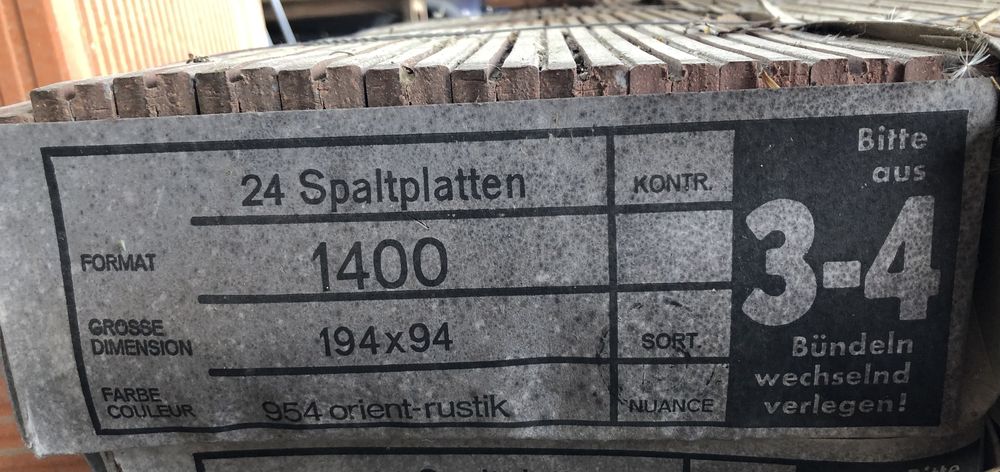 24 Spaltplatten
KONTR.
FORMAT 1400
GROSSE
DIMENSION 194x94
SORT.
FARBE
COULEUR 954 orient-rustik
NUANCE
Bitte
aus
3-4
Bündeln
wechselnd
verlegen!